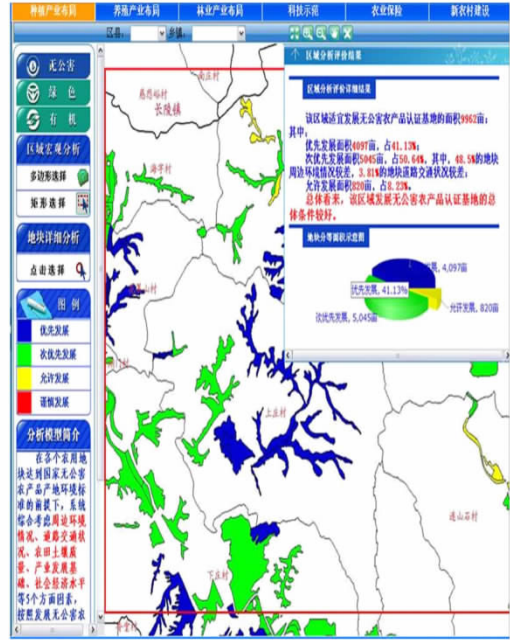 种植产业布局 养殖产业布局 林业产业布局 科技示范 农业保险 新农村建设
区县: 乡镇:
无公害
绿 色
有 机
区域宏观分析
多边形选择
矩形选择
地块详细分析
点击选择
图 例
优先发展
次优先发展
允许发展
谨慎发展
分析模型简介
在各个农用地
块达到国家无公害
农产品产地环境标
准的前提下，系统
综合考虑周边环境
情况、道路交通状
况、农田土壤质
量、产业发展基
础、社会经济水平
等5个方面因素，
按照发展无公害农
长陵镇
上庄村
下庄村
连山石村
区域分析评价结果
区域分析评价详细结果
该区域适宜发展无公害农产品认证基地的面积9962亩：
其中：
优先发展面积4097亩，占41.13%；
次优先发展面积5045亩，占50.64%，其中，48.5%的地块
周边环境情况较差，3.81%的地块道路交通状况较差；
允许发展面积820亩，占8.23%。
总体看来，该区域发展无公害农产品认证基地的总
体条件较好。
地块分等面积示意图
发展, 4,097亩
优先发展, 41.13%
允许发展, 820亩
次优先发展, 5,045亩